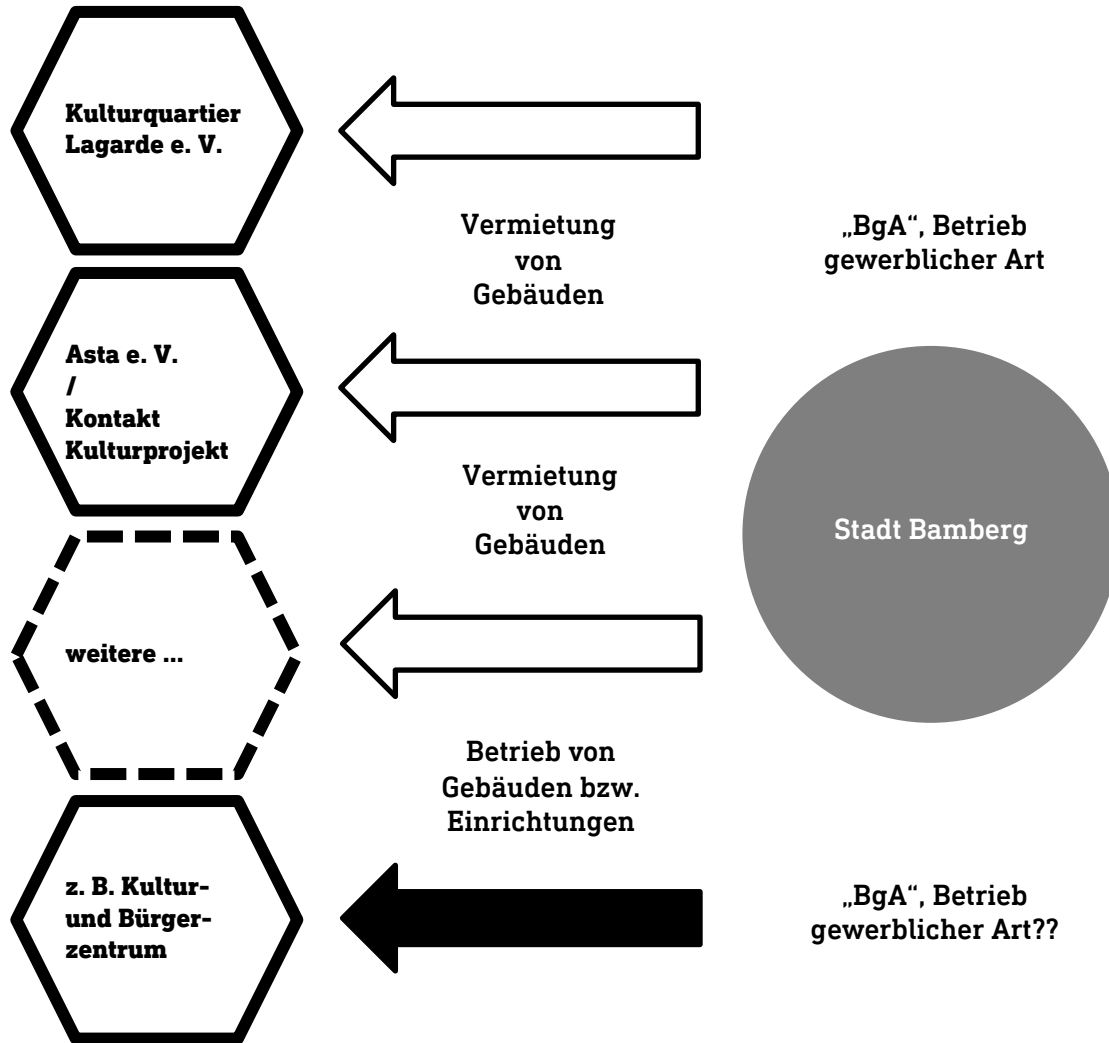 Kulturquartier
Lagarde e. V.
Vermietung
von
Gebäuden
„BgA“, Betrieb
gewerblicher Art
Asta e. V.
/
Kontakt
Kulturprojekt
Vermietung
von
Gebäuden
Stadt Bamberg
weitere ...
Betrieb von
Gebäuden bzw.
Einrichtungen
z. B. Kultur-
und Bürger-
zentrum
„BgA“, Betrieb
gewerblicher Art??